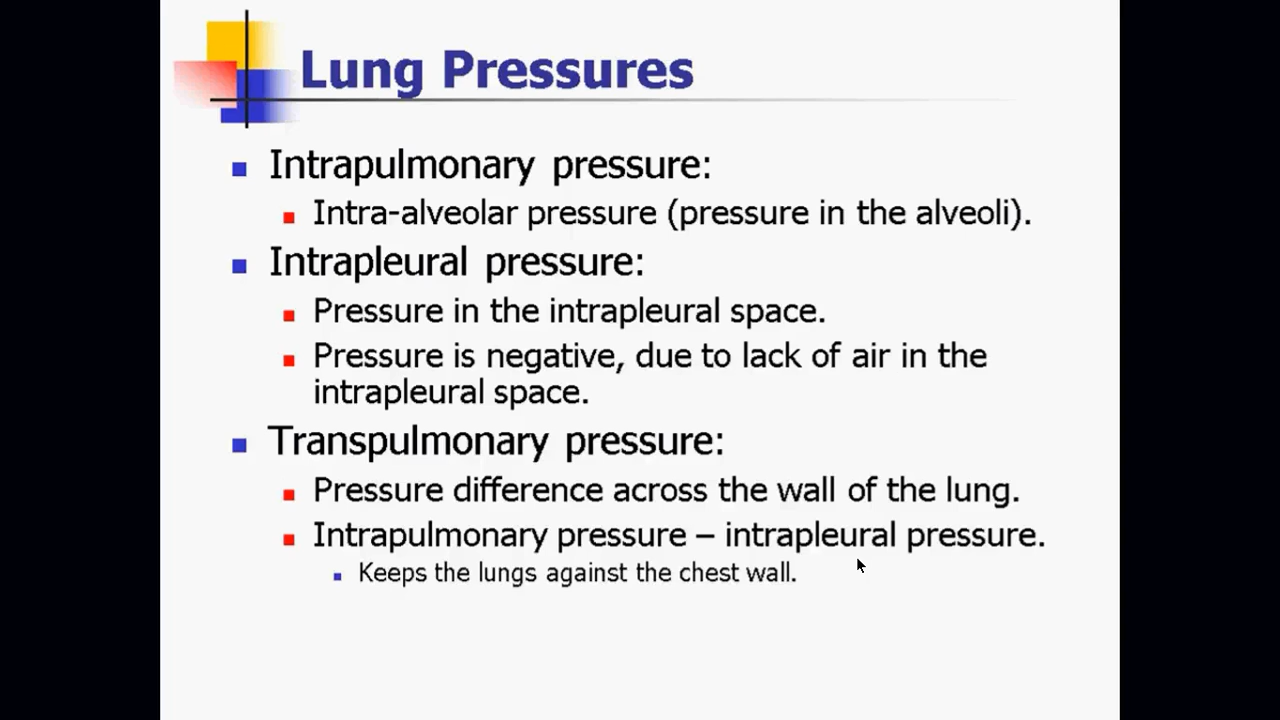 Lung Pressures
Intrapulmonary pressure:
Intra-alveolar pressure (pressure in the alveoli).
Intrapleural pressure:
Pressure in the intrapleural space.
Pressure is negative, due to lack of air in the
intrapleural space.
Transpulmonary pressure:
Pressure difference across the wall of the lung.
Intrapulmonary pressure – intrapleural pressure.
Keeps the lungs against the chest wall.